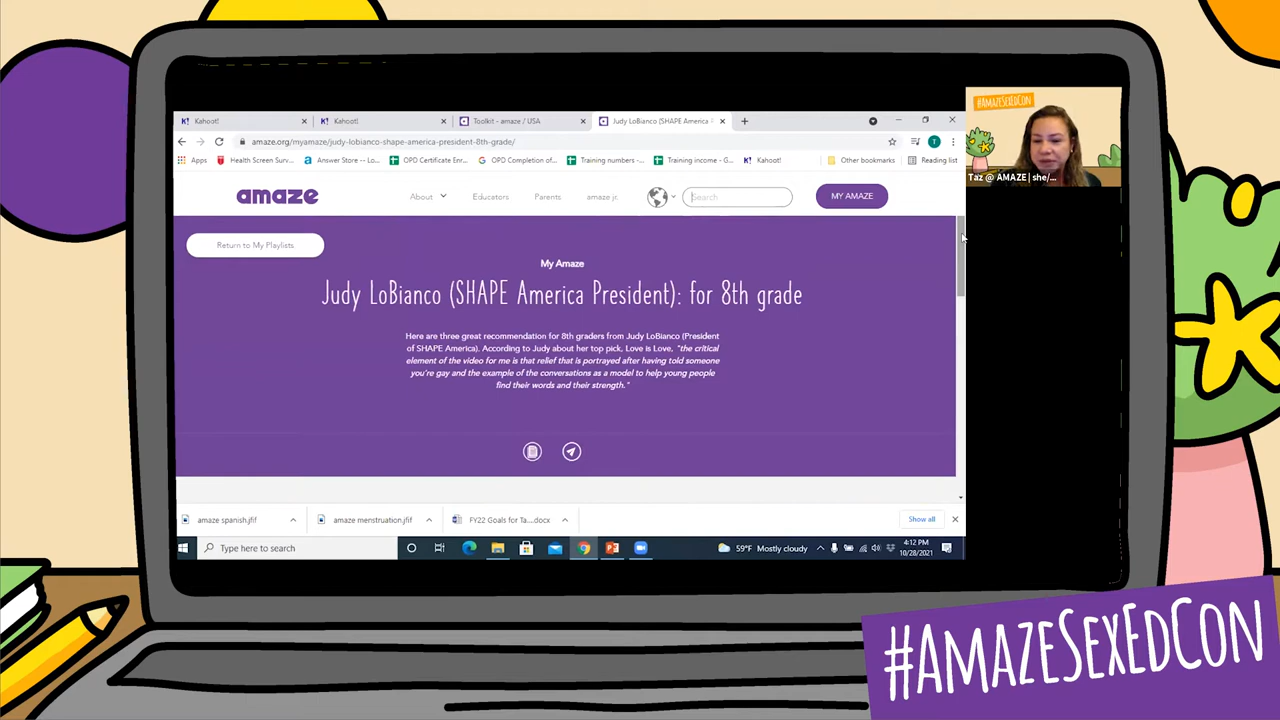 #AMAZESEXEDCON
Kahoot!
Kahoot!
Toolkit - amaze / USA
Judy LoBianco (SHAPE America
amaze.org/myamaze/judy-lobianco-shape-america-president-8th-grade/
Apps
Health Screen Surv...
Answer Store -- Lo...
OPD Certificate Enr...
OPD Completion of...
Training numbers -...
Training income - G...
Kahoot!
Other bookmarks
Reading list
Taz @ AMAZE | she/...
amaze
About
Educators
Parents
amaze jr.
Search
MY AMAZE
Return to My Playlists
My Amaze
Judy LoBianco (SHAPE America President): for 8th grade
Here are three great recommendation for 8th graders from Judy LoBianco (President
of SHAPE America). According to Judy about her top pick, Love is Love, "the critical
element of the video for me is that relief that is portrayed after having told someone
you're gay and the example of the conversations as a model to help young people
find their words and their strength."
amaze spanish.jfif
amaze menstruation.jfif
FY22 Goals for Ta....docx
Show all
Type here to search
59°F Mostly cloudy
4:12 PM
10/28/2021
#AMAZESEXEDCON